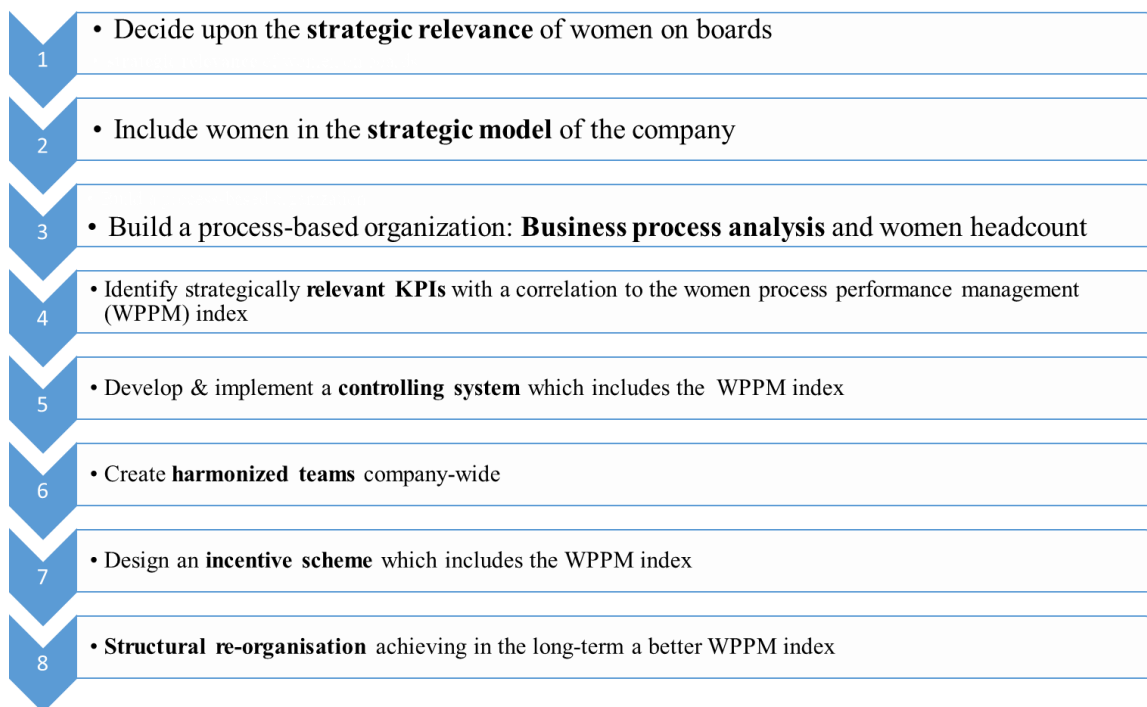 1
• Decide upon the strategic relevance of women on boards
2
• Include women in the strategic model of the company
3
• Build a process-based organization: Business process analysis and women headcount
4
• Identify strategically relevant KPIs with a correlation to the women process performance management
(WPPM) index
5
• Develop & implement a controlling system which includes the WPPM index
6
• Create harmonized teams company-wide
7
• Design an incentive scheme which includes the WPPM index
8
• Structural re-organisation achieving in the long-term a better WPPM index